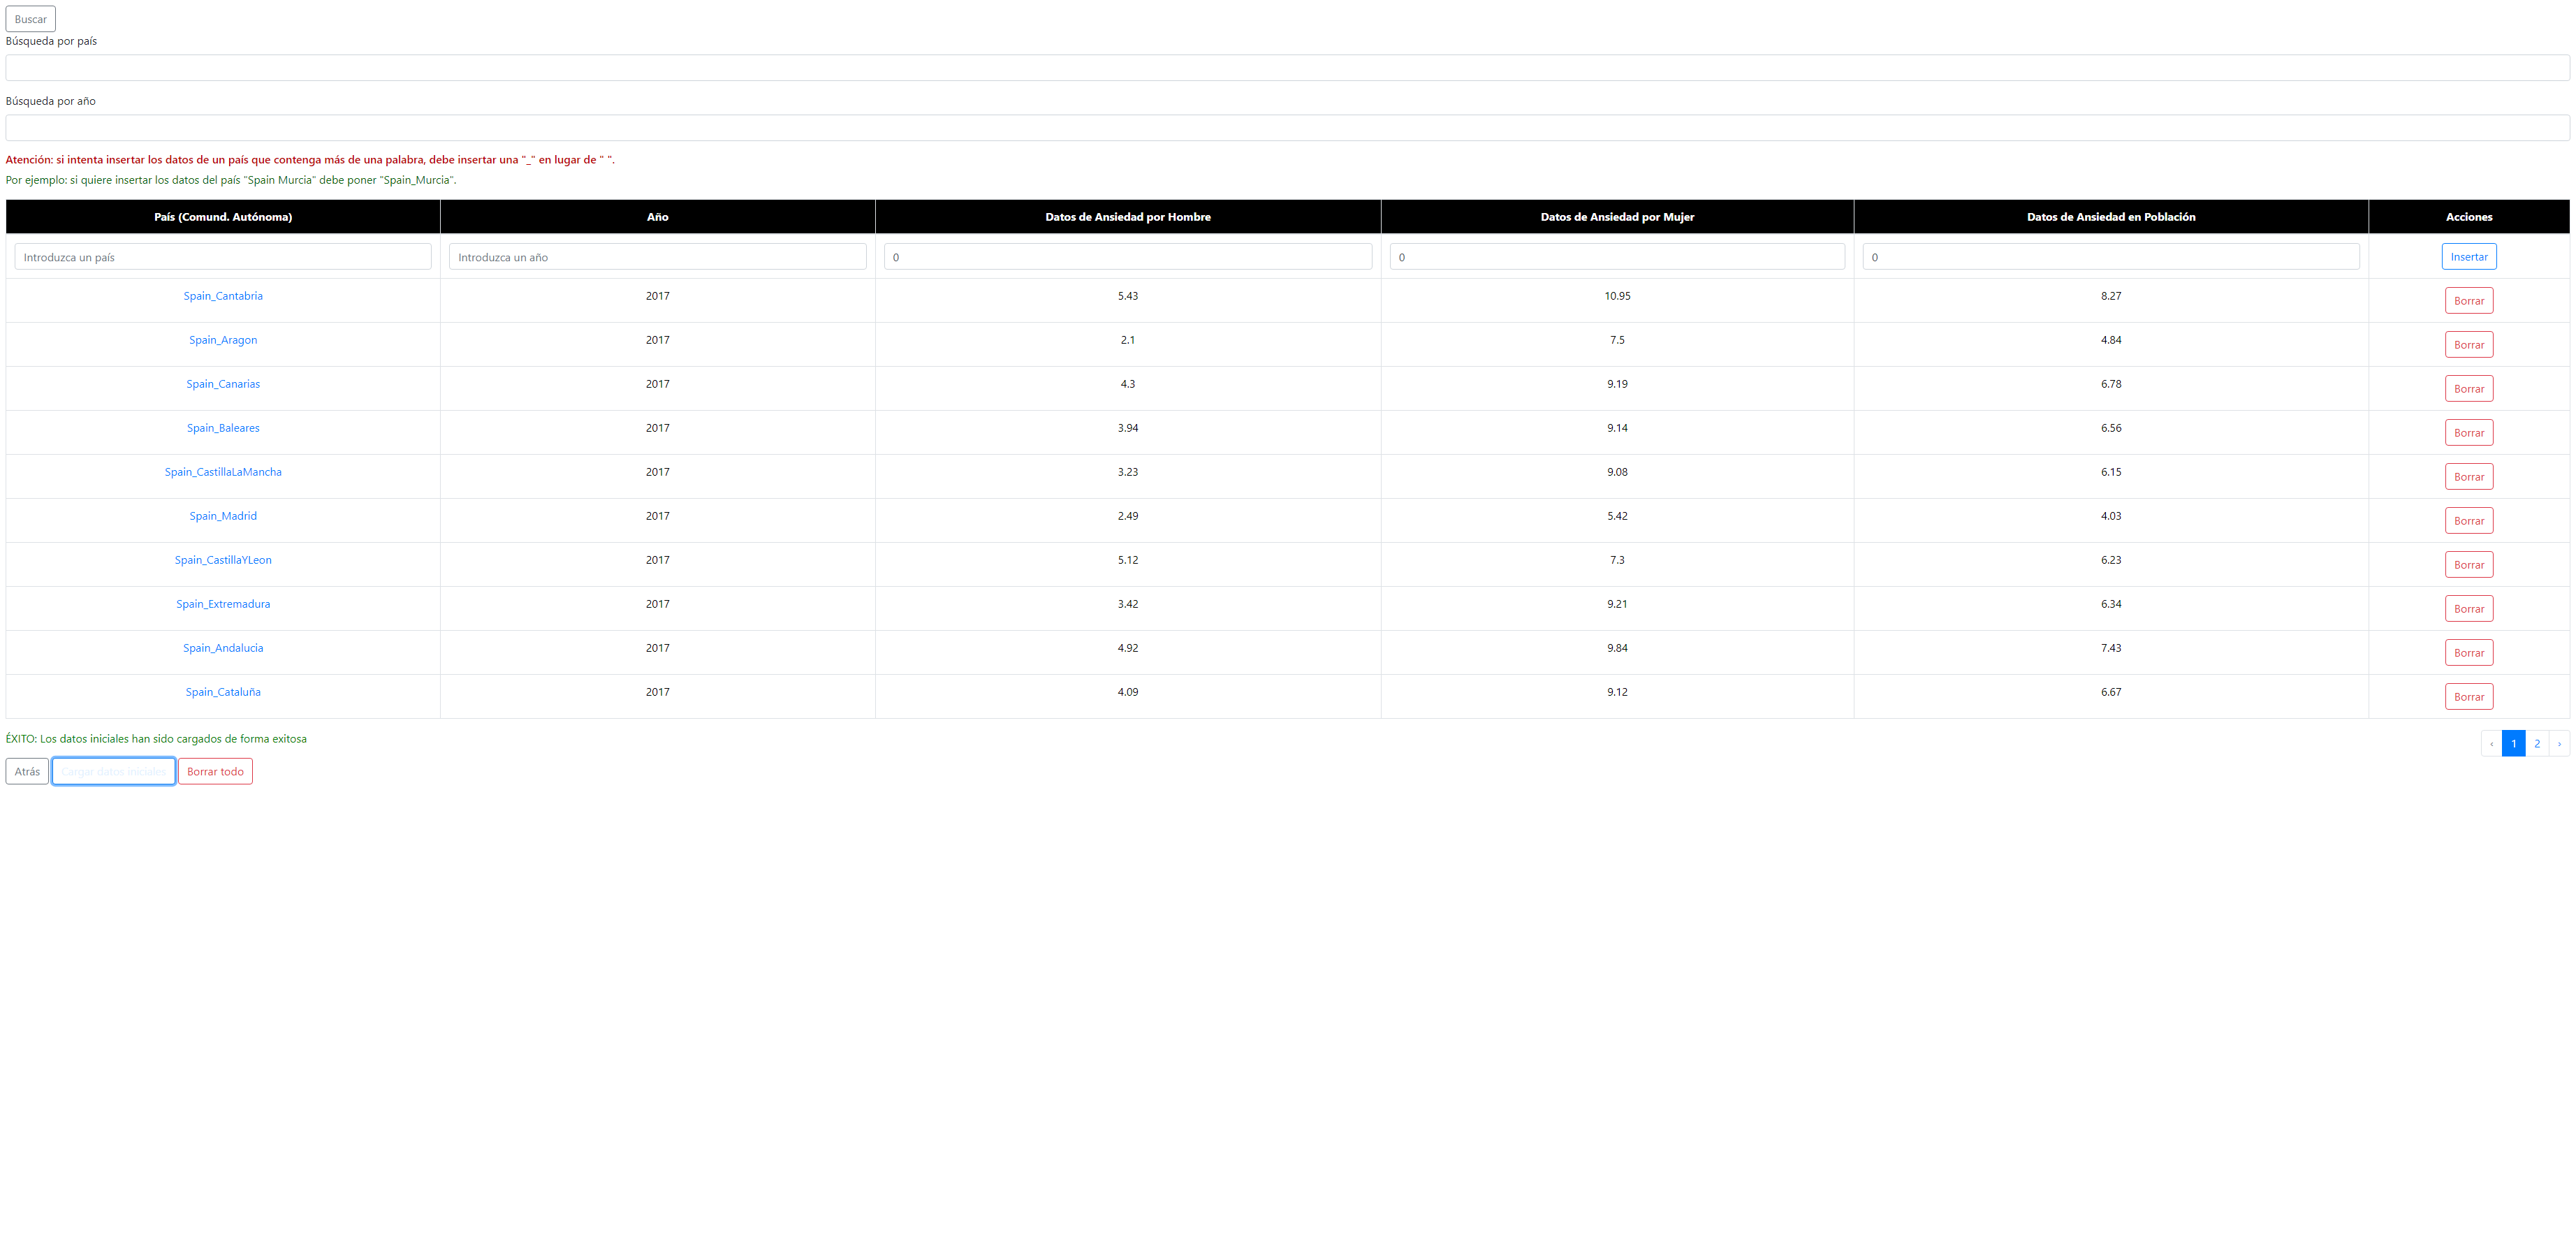 Buscar
Búsqueda por país
Búsqueda por año
Atención: si intenta insertar los datos de un país que contenga más de una palabra, debe insertar una "_" en lugar de " ".
Por ejemplo: si quiere insertar los datos del país "Spain Murcia" debe poner "Spain_Murcia".
País (Comund. Autónoma) Año Datos de Ansiedad por Hombre Datos de Ansiedad por Mujer Datos de Ansiedad en Población Acciones
Introduzca un país Introduzca un año 0 0 0 Insertar
Spain_Cantabria 2017 5.43 10.95 8.27 Borrar
Spain_Aragon 2017 2.1 7.5 4.84 Borrar
Spain_Canarias 2017 4.3 9.19 6.78 Borrar
Spain_Baleares 2017 3.94 9.14 6.56 Borrar
Spain_CastillaLaMancha 2017 3.23 9.08 6.15 Borrar
Spain_Madrid 2017 2.49 5.42 4.03 Borrar
Spain_CastillaYLeon 2017 5.12 7.3 6.23 Borrar
Spain_Extremadura 2017 3.42 9.21 6.34 Borrar
Spain_Andalucia 2017 4.92 9.84 7.43 Borrar
Spain_Cataluña 2017 4.09 9.12 6.67 Borrar
ÉXITO: Los datos iniciales han sido cargados de forma exitosa
‹ 1 2 ›
Atrás Cargar datos iniciales Borrar todo